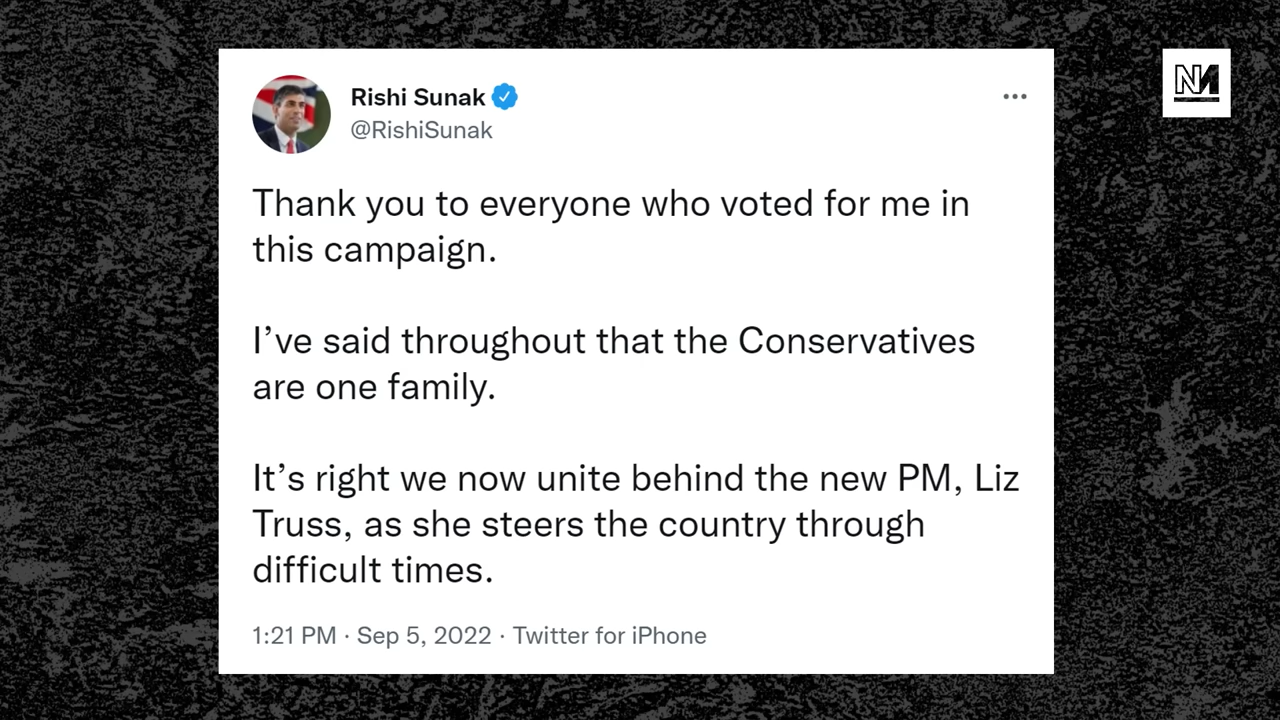 Rishi Sunak
@RishiSunak
Thank you to everyone who voted for me in
this campaign.
I’ve said throughout that the Conservatives
are one family.
It’s right we now unite behind the new PM, Liz
Truss, as she steers the country through
difficult times.
1:21 PM · Sep 5, 2022 · Twitter for iPhone
NM